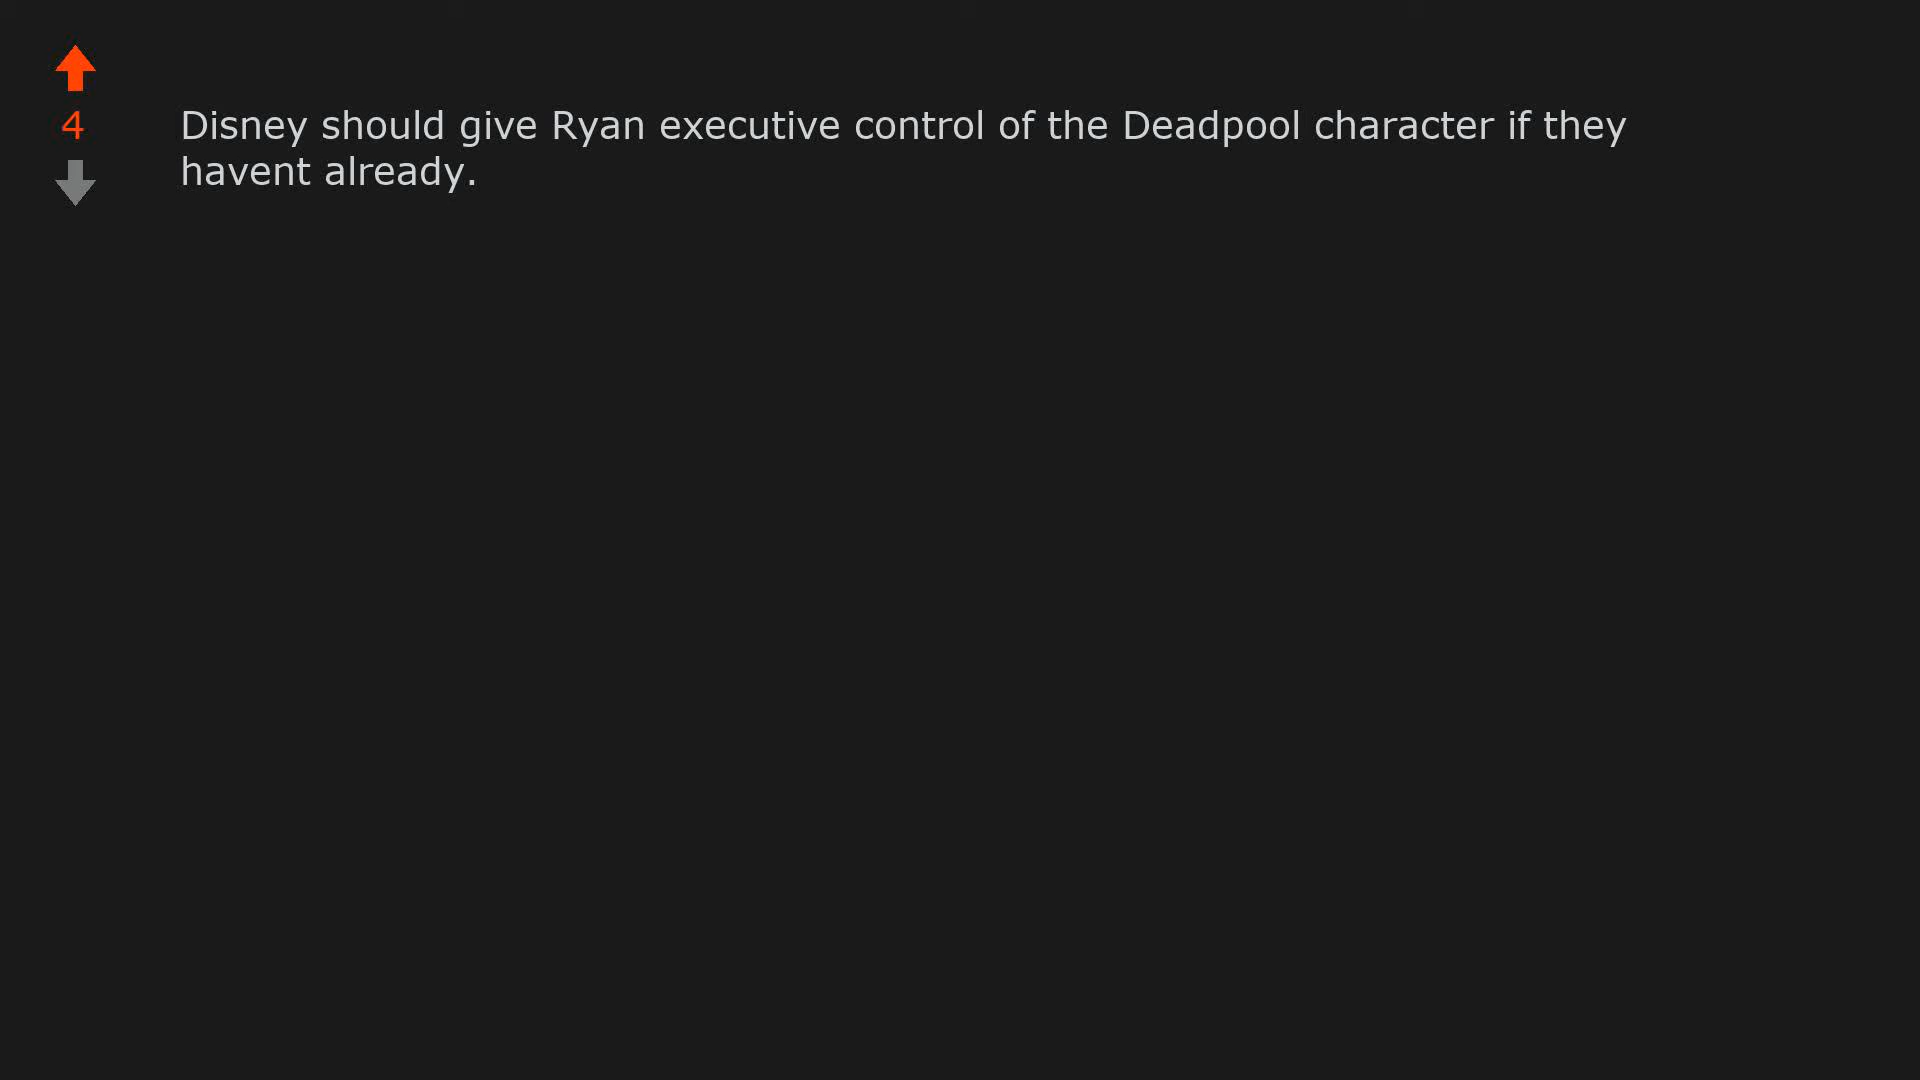 4
Disney should give Ryan executive control of the Deadpool character if they
havent already.